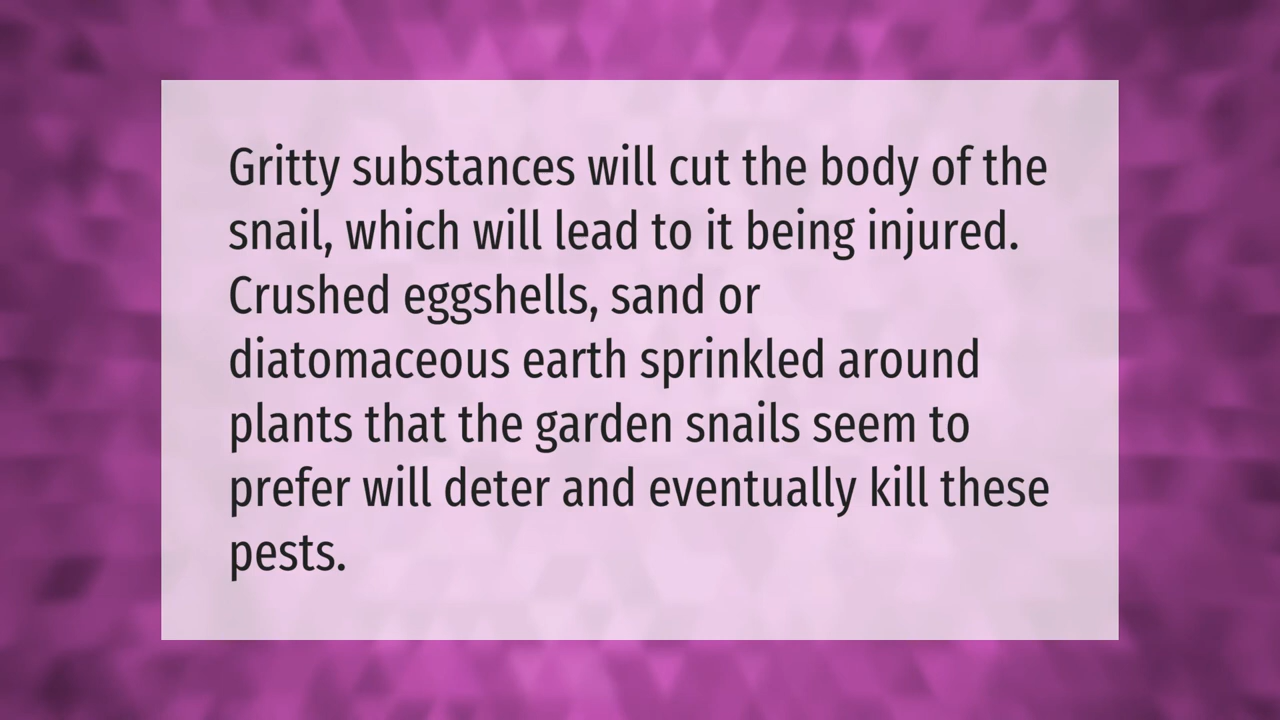 Gritty substances will cut the body of the
snail, which will lead to it being injured.
Crushed eggshells, sand or
diatomaceous earth sprinkled around
plants that the garden snails seem to
prefer will deter and eventually kill these
pests.